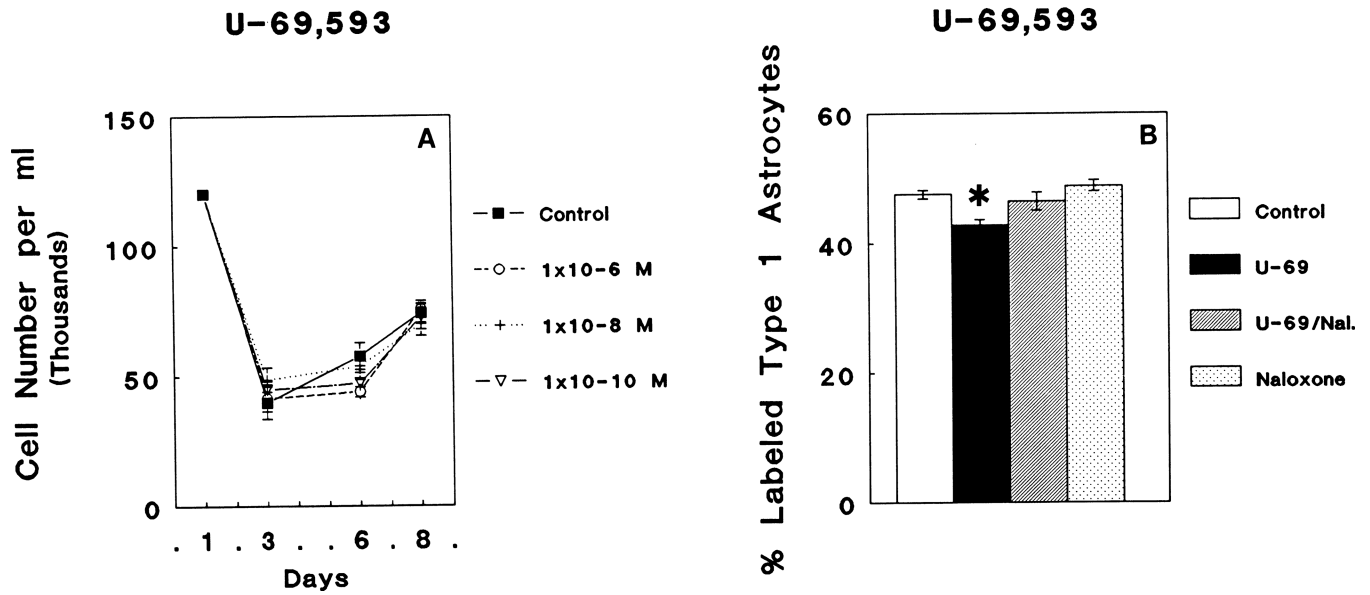 U-69,593
A
150
100
50
0
Cell Number per ml
(Thousands)
. 1 . 3 . . 6 . 8 .
Days
Control
1x10-6 M
1x10-8 M
1x10-10 M
U-69,593
B
60
40
20
0
% Labeled Type 1 Astrocytes
*
Control
U-69
U-69/Nal.
Naloxone